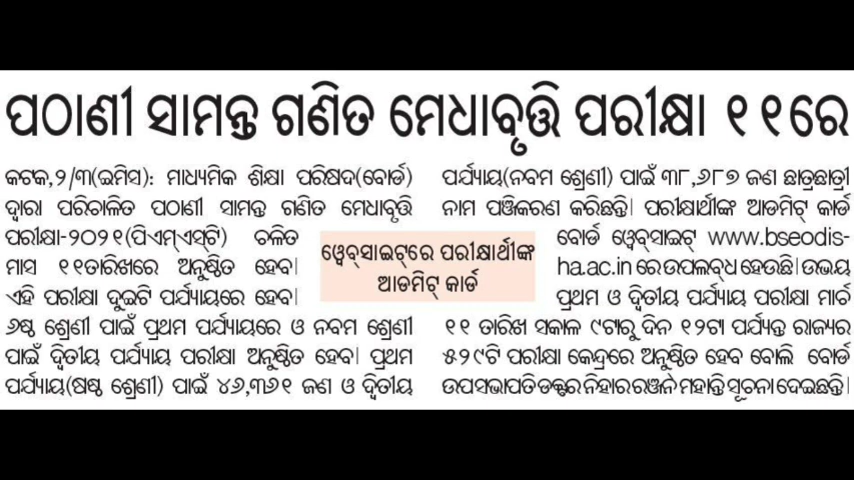 ପଠାଣୀ ସାମନ୍ତ ଗଣିତ ମେଧାବୃତ୍ତି ପରୀକ୍ଷା ୧୧ରେ
କଟକ,୨/୩(ଇମିସ): ମାଧ୍ୟମିକ ଶିକ୍ଷା ପରିଷଦ(ବୋର୍ଡ)
ଦ୍ୱାରା ପରିଚାଳିତ ପଠାଣୀ ସାମନ୍ତ ଗଣିତ ମେଧାବୃତ୍ତି
ପରୀକ୍ଷା-୨୦୨୧(ପିଏମ୍‌ଏସ୍‌ଟି) ଚଳିତ
ମାସ ୧୧ତାରିଖରେ ଅନୁଷ୍ଠିତ ହେବ।
ଏହି ପରୀକ୍ଷା ଦୁଇଟି ପର୍ଯ୍ୟାୟରେ ହେବ।
୬ଷ୍ଠ ଶ୍ରେଣୀ ପାଇଁ ପ୍ରଥମ ପର୍ଯ୍ୟାୟରେ ଓ ନବମ ଶ୍ରେଣୀ
ପାଇଁ ଦ୍ୱିତୀୟ ପର୍ଯ୍ୟାୟ ପରୀକ୍ଷା ଅନୁଷ୍ଠିତ ହେବ। ପ୍ରଥମ
ପର୍ଯ୍ୟାୟ(ଷଷ୍ଠ ଶ୍ରେଣୀ) ପାଇଁ ୪୬,୩୬୧ ଜଣ ଓ ଦ୍ୱିତୀୟ
ୱେବ୍‌ସାଇଟ୍‌ରେ ପରୀକ୍ଷାର୍ଥୀଙ୍କ
ଆଡମିଟ୍ କାର୍ଡ
ପର୍ଯ୍ୟାୟ(ନବମ ଶ୍ରେଣୀ) ପାଇଁ ୩୮,୬୮୭ ଜଣ ଛାତ୍ରଛାତ୍ରୀ
ନାମ ପଞ୍ଜିକରଣ କରିଛନ୍ତି। ପରୀକ୍ଷାର୍ଥୀଙ୍କ ଆଡମିଟ୍ କାର୍ଡ
ବୋର୍ଡ ୱେବ୍‌ସାଇଟ୍ www.bseodis-
ha.ac.in ରେ ଉପଲବ୍ଧ ହେଉଛି। ଉଭୟ
ପ୍ରଥମ ଓ ଦ୍ୱିତୀୟ ପର୍ଯ୍ୟାୟ ପରୀକ୍ଷା ମାର୍ଚ୍ଚ
୧୧ ତାରିଖ ସକାଳ ୯ଟାରୁ ଦିନ ୧୨ଟା ପର୍ଯ୍ୟନ୍ତ ରାଜ୍ୟର
୫୨୯ଟି ପରୀକ୍ଷା କେନ୍ଦ୍ରରେ ଅନୁଷ୍ଠିତ ହେବ ବୋଲି ବୋର୍ଡ
ଉପସଭାପତି ଡକ୍ଟର ନିହାର ରଞ୍ଜନ ମହାନ୍ତି ସୂଚନା ଦେଇଛନ୍ତି।